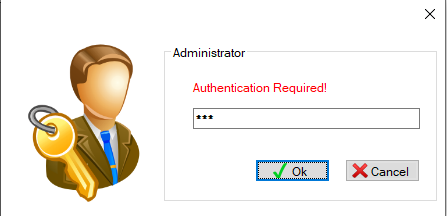 Administrator
Authentication Required!
***
Ok
Cancel